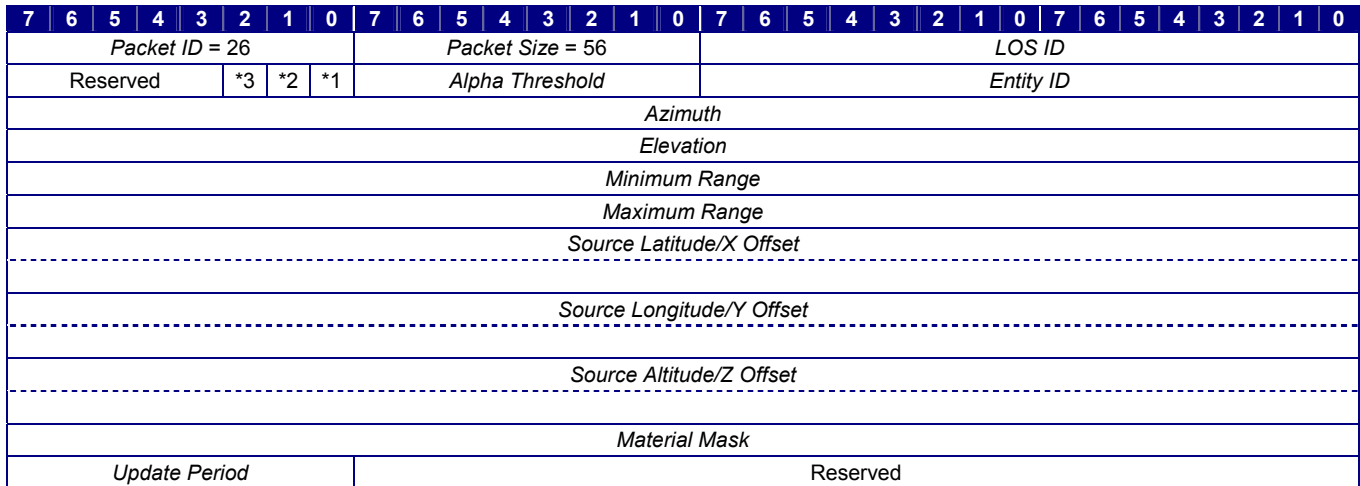 7 6 5 4 3 2 1 0 7 6 5 4 3 2 1 0 7 6 5 4 3 2 1 0 7 6 5 4 3 2 1 0
Packet ID = 26 Packet Size = 56 LOS ID
Reserved *3 *2 *1 Alpha Threshold Entity ID
Azimuth
Elevation
Minimum Range
Maximum Range
Source Latitude/X Offset
Source Longitude/Y Offset
Source Altitude/Z Offset
Material Mask
Update Period Reserved